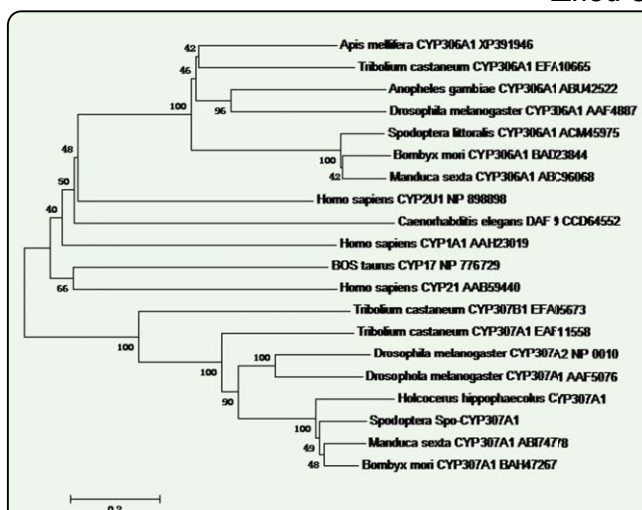 42
Apis mellifera CYP306A1 XP391946
46
Tribolium castaneum CYP306A1 EFA10665
100
Anopheles gambiae CYP306A1 ABU42522
96
Drosophila melanogaster CYP306A1 AAF4887
Spodoptera littoralis CYP306A1 ACM45975
100
Bombyx mori CYP306A1 BAD23844
42
Manduca sexta CYP306A1 ABC96068
48
50
Homo sapiens CYP2U1 NP 898898
40
Caenorhabditis elegans DAF 9 CCD64552
Homo sapiens CYP1A1 AAH23019
BOS taurus CYP17 NP 776729
66
Homo sapiens CYP21 AAB59440
Tribolium castaneum CYP307B1 EFA05673
100
Tribolium castaneum CYP307A1 EAF11558
100
Drosophila melanogaster CYP307A2 NP 0010
100
Drosophola melanogaster CYP307A1 AAF5076
90
Holcocerus hippophaecolus CYP307A1
100
Spodoptera Spo-CYP307A1
49
Manduca sexta CYP307A1 ABI74778
48
Bombyx mori CYP307A1 BAH47267